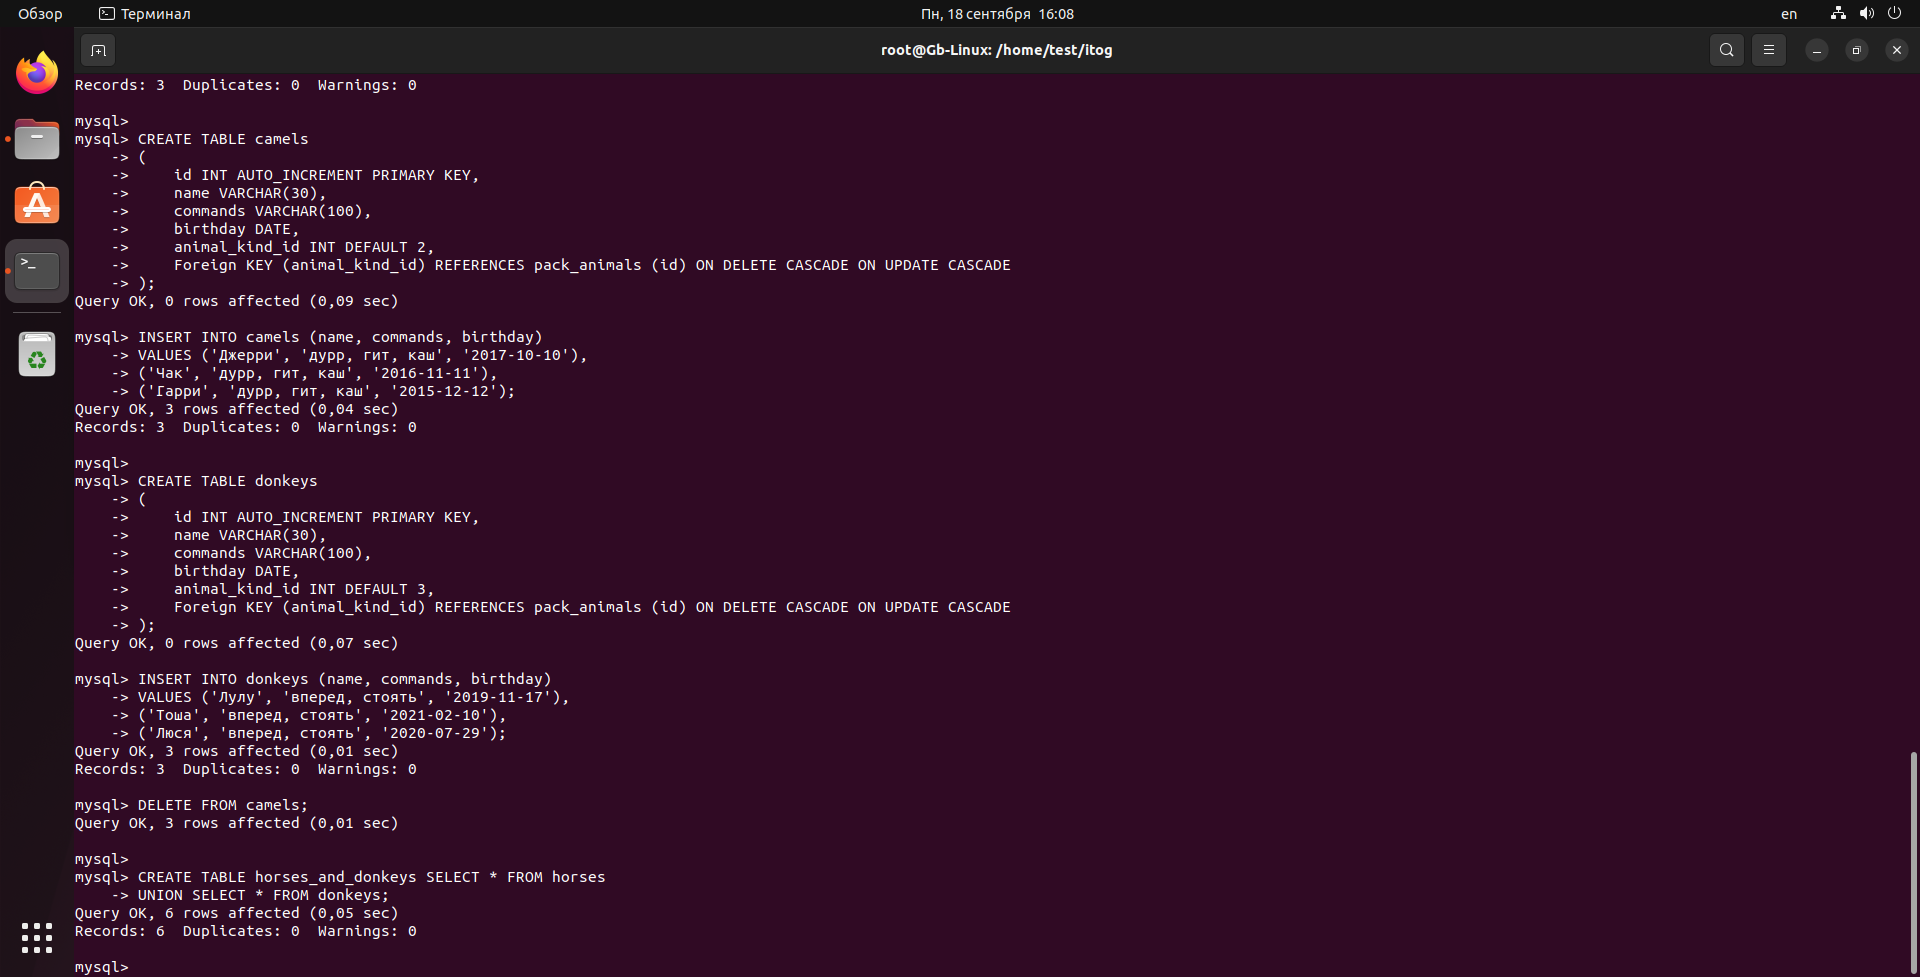 Обзор Терминал Пн, 18 сентября 16:08 en
root@Gb-Linux: /home/test/itog
Records: 3  Duplicates: 0  Warnings: 0
mysql>
mysql> CREATE TABLE camels
    -> (
    ->     id INT AUTO_INCREMENT PRIMARY KEY,
    ->     name VARCHAR(30),
    ->     commands VARCHAR(100),
    ->     birthday DATE,
    ->     animal_kind_id INT DEFAULT 2,
    ->     Foreign KEY (animal_kind_id) REFERENCES pack_animals (id) ON DELETE CASCADE ON UPDATE CASCADE
    -> );
Query OK, 0 rows affected (0,09 sec)
mysql> INSERT INTO camels (name, commands, birthday)
    -> VALUES ('Джерри', 'дурр, гит, каш', '2017-10-10'),
    -> ('Чак', 'дурр, гит, каш', '2016-11-11'),
    -> ('Гарри', 'дурр, гит, каш', '2015-12-12');
Query OK, 3 rows affected (0,04 sec)
Records: 3  Duplicates: 0  Warnings: 0
mysql>
mysql> CREATE TABLE donkeys
    -> (
    ->     id INT AUTO_INCREMENT PRIMARY KEY,
    ->     name VARCHAR(30),
    ->     commands VARCHAR(100),
    ->     birthday DATE,
    ->     animal_kind_id INT DEFAULT 3,
    ->     Foreign KEY (animal_kind_id) REFERENCES pack_animals (id) ON DELETE CASCADE ON UPDATE CASCADE
    -> );
Query OK, 0 rows affected (0,07 sec)
mysql> INSERT INTO donkeys (name, commands, birthday)
    -> VALUES ('Лулу', 'вперед, стоять', '2019-11-17'),
    -> ('Тоша', 'вперед, стоять', '2021-02-10'),
    -> ('Люся', 'вперед, стоять', '2020-07-29');
Query OK, 3 rows affected (0,01 sec)
Records: 3  Duplicates: 0  Warnings: 0
mysql> DELETE FROM camels;
Query OK, 3 rows affected (0,01 sec)
mysql>
mysql> CREATE TABLE horses_and_donkeys SELECT * FROM horses
    -> UNION SELECT * FROM donkeys;
Query OK, 6 rows affected (0,05 sec)
Records: 6  Duplicates: 0  Warnings: 0
mysql>